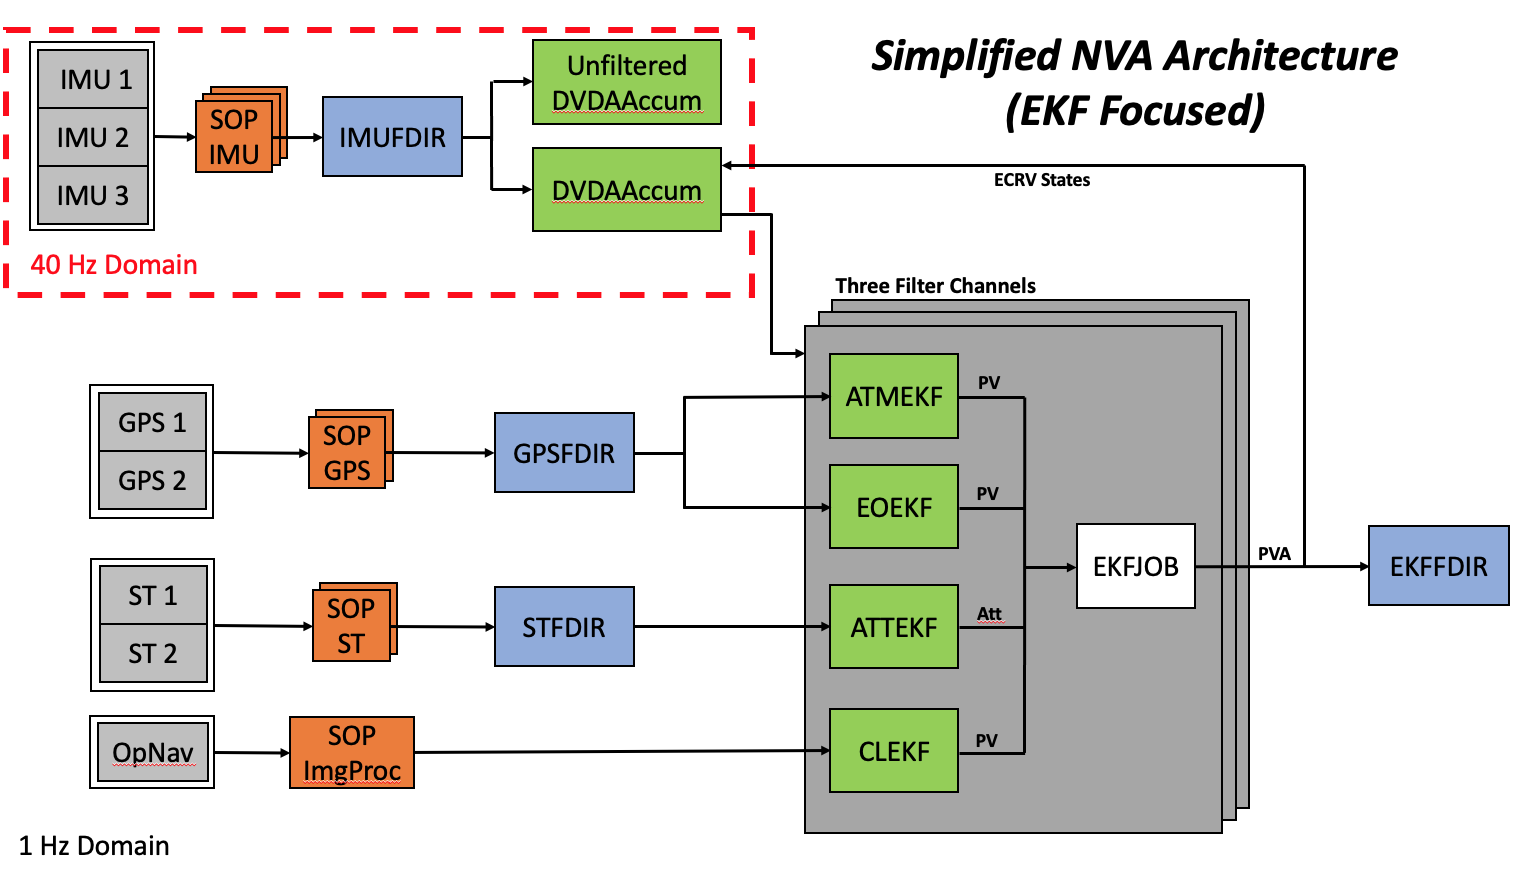 Simplified NVA Architecture
(EKF Focused)
IMU 1
IMU 2
IMU 3
SOP
IMU
IMUFDIR
Unfiltered
DVDAAccum
DVDAAccum
40 Hz Domain
ECRV States
Three Filter Channels
GPS 1
GPS 2
SOP
GPS
GPSFDIR
ATMEKF
PV
EOEKF
PV
ST 1
ST 2
SOP
ST
STFDIR
ATTEKF
Att
EKFJOB
PVA
EKFFDIR
OpNav
SOP
ImgProc
CLEKF
PV
1 Hz Domain